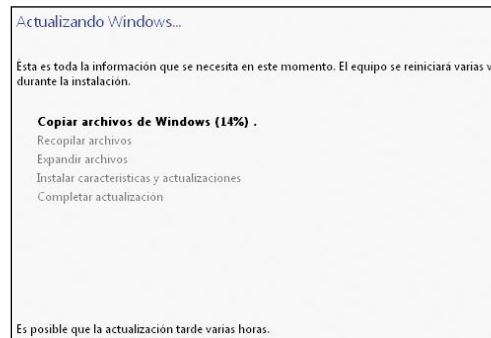 Actualizando Windows...
Ésta es toda la información que se necesita en este momento. El equipo se reiniciará varias
durante la instalación.
Copiar archivos de Windows (14%) .
Recopilar archivos
Expandir archivos
Instalar características y actualizaciones
Completar actualización
Es posible que la actualización tarde varias horas.